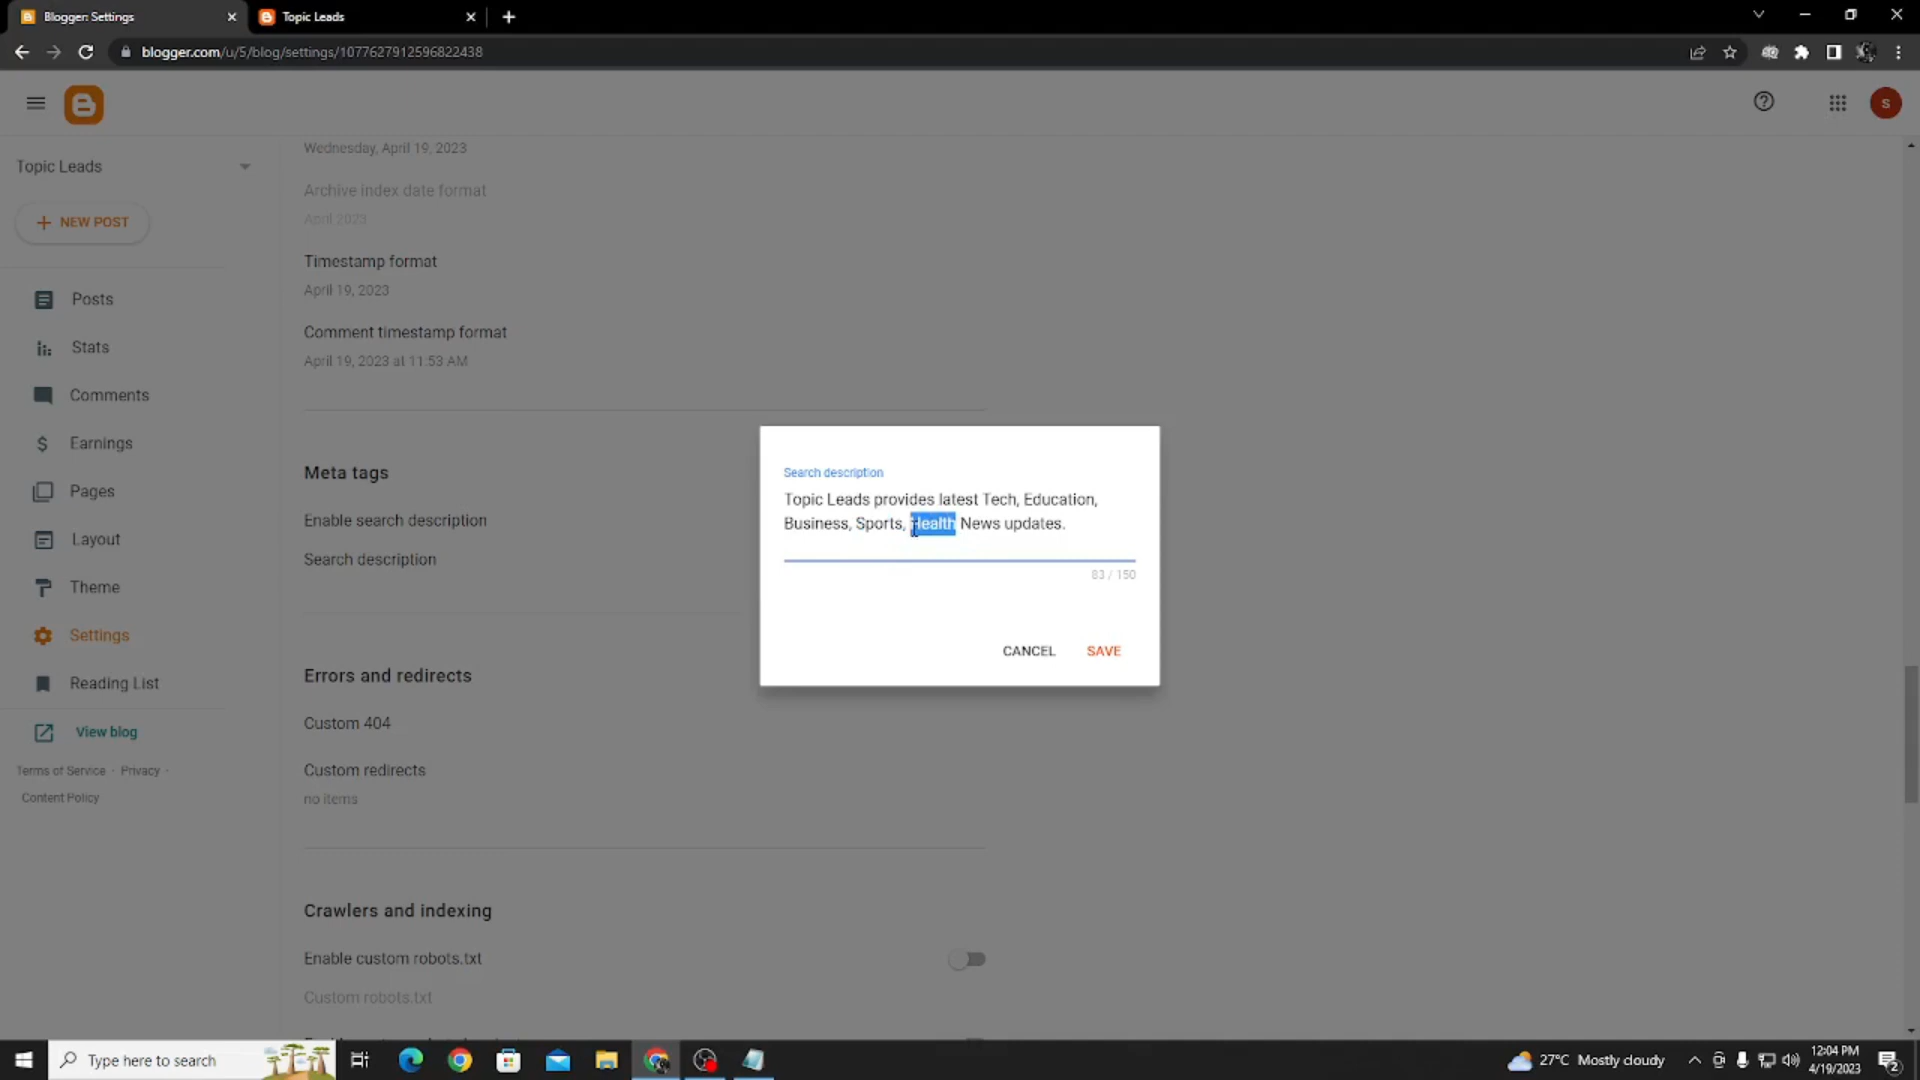 Blogger: Settings
Topic Leads
blogger.com/u/5/blog/settings/1077627912596822438
S
Topic Leads
NEW POST
Posts
Stats
Comments
Earnings
Pages
Layout
Theme
Settings
Reading List
View blog
Terms of Service · Privacy ·
Content Policy
Wednesday, April 19, 2023
Archive index date format
April 2023
Timestamp format
April 19, 2023
Comment timestamp format
April 19, 2023 at 11:53 AM
Meta tags
Enable search description
Search description
Errors and redirects
Custom 404
Custom redirects
no items
Crawlers and indexing
Enable custom robots.txt
Custom robots.txt
Search description
Topic Leads provides latest Tech, Education,
Business, Sports, Health News updates.
83 / 150
CANCEL
SAVE
Type here to search
27°C Mostly cloudy
12:04 PM
4/19/2023
2